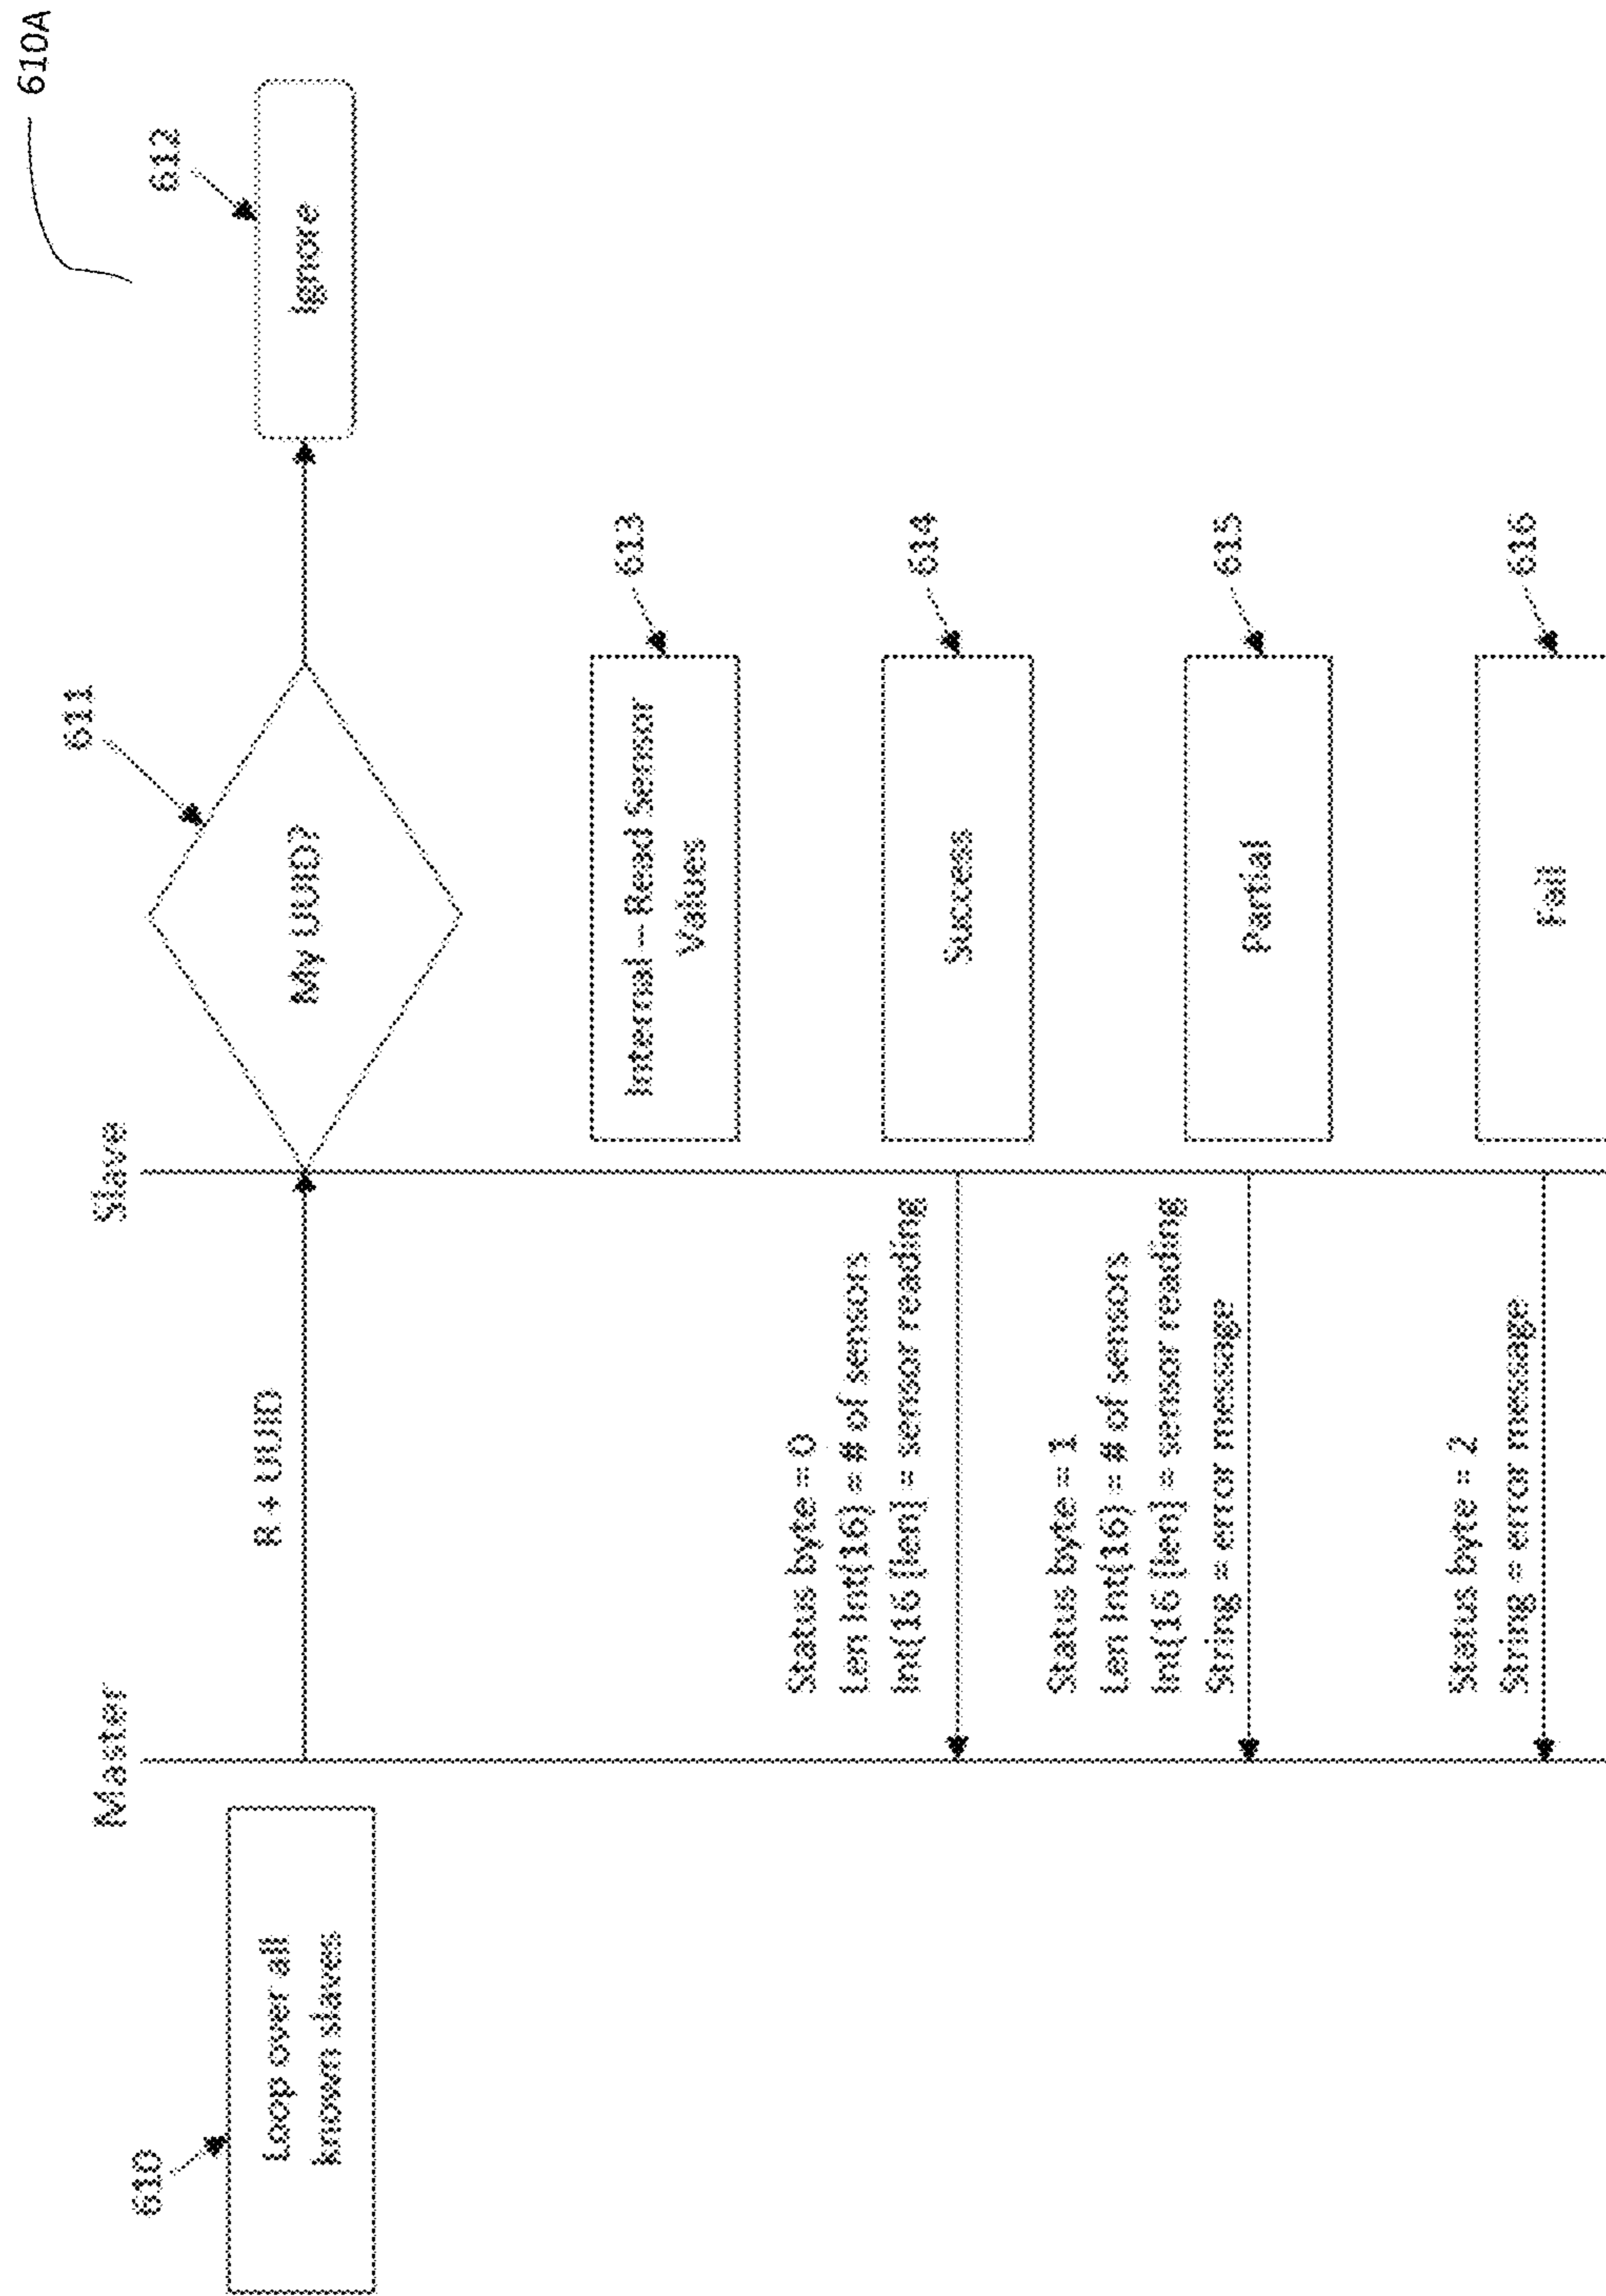 610A
Master
Slave
610
Loop over all
known slaves
R + UUID
611
My UUID?
612
Ignore
613
Internal – Read Sensor
Values
Status byte = 0
Len Int(16) = # of sensors
Int(16 [len] = sensor reading
614
Success
Status byte = 1
Len Int(16) = # of sensors
Int(16 [len] = sensor reading
String = error message
615
Partial
Status byte = 2
String = error message
616
Fail